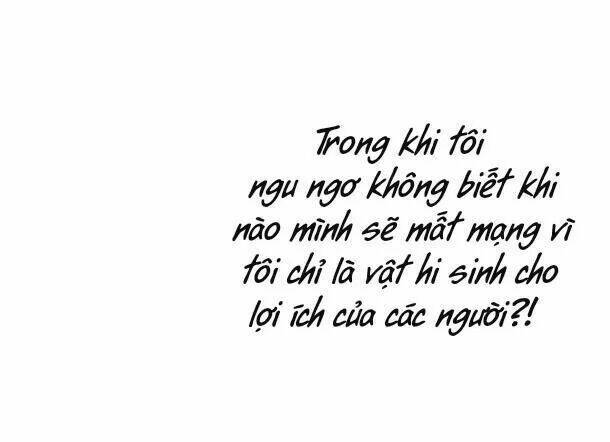 Trong khi tôi
ngu ngơ không biết khi
nào mình sẽ mất mạng vì
tôi chỉ là vật hi sinh cho
lợi ích của các người?!